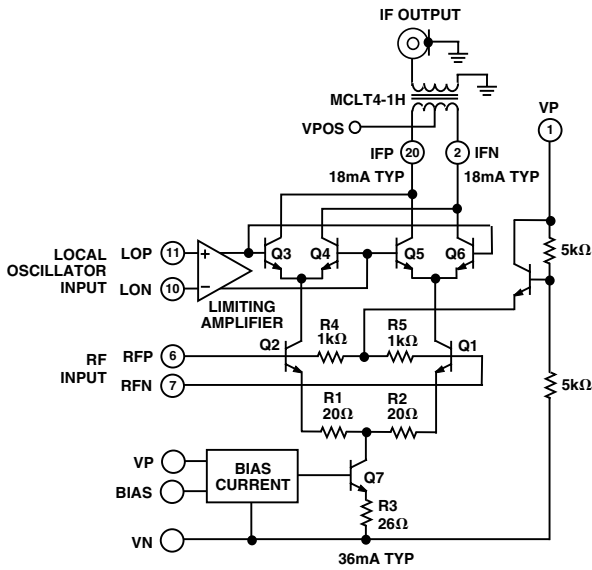 IF OUTPUT
MCLT4-1H
VP
1
VPOS
IFP
20
2
IFN
18mA TYP
18mA TYP
5kΩ
LOCAL
OSCILLATOR
INPUT
LOP
11
+
LON
10
–
LIMITING
AMPLIFIER
Q3
Q4
Q5
Q6
R4
1kΩ
R5
1kΩ
Q2
Q1
RF
INPUT
RFP
6
RFN
7
5kΩ
R1
20Ω
R2
20Ω
VP
BIAS
BIAS
CURRENT
Q7
R3
26Ω
VN
36mA TYP